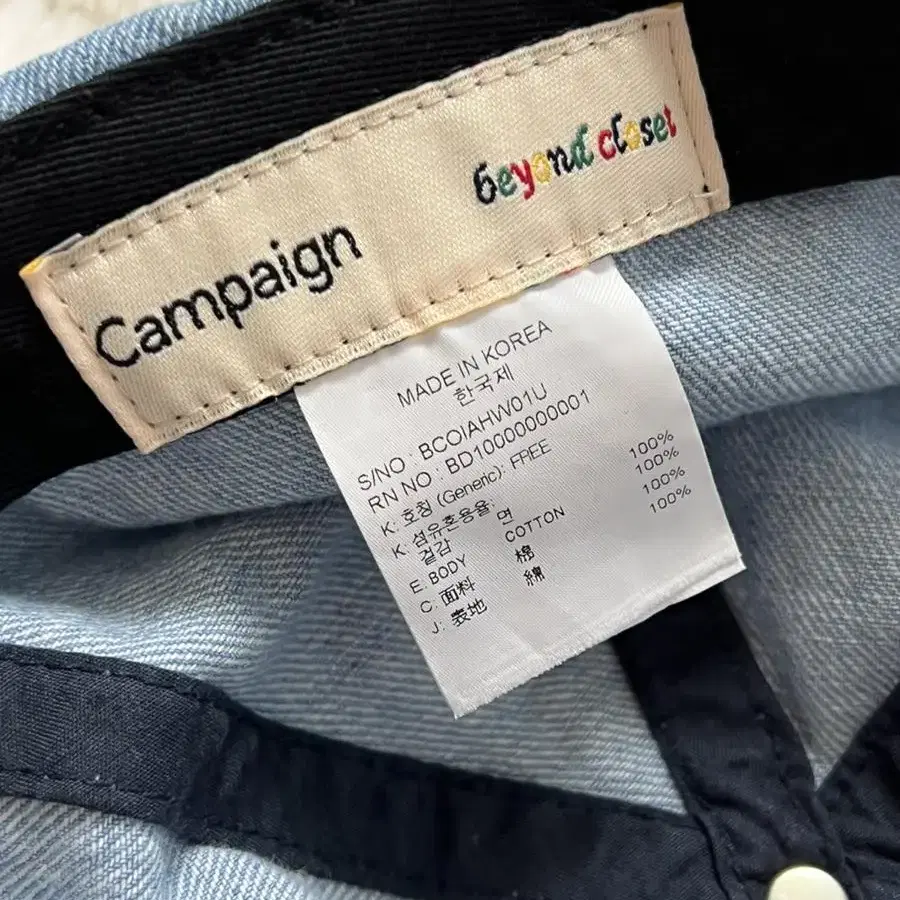 Campaign
beyond closet
MADE IN KOREA
한국제
S/NO : BCOIAHW01U
RN NO : BD10000000001
K: 호칭 (Generic): FREE
K: 섬유혼용율:
겉감 면 100%
E. BODY COTTON 100%
C: 面料 棉 100%
J: 表地 綿 100%